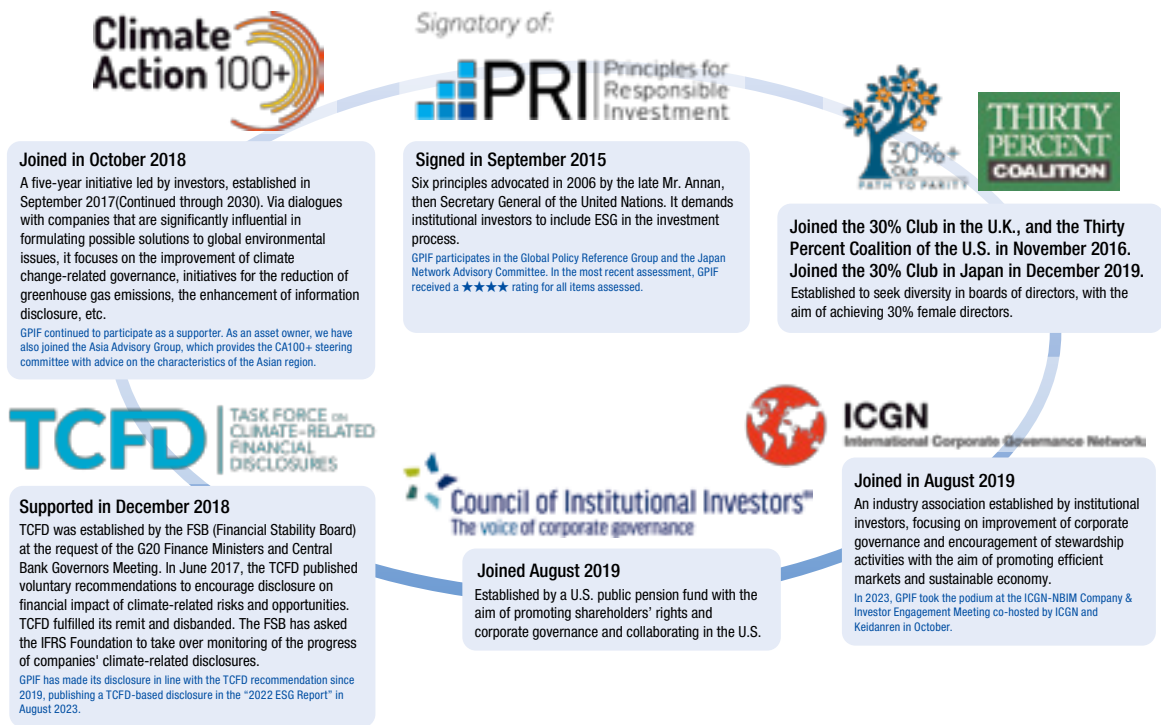 Climate
Action 100+
Joined in October 2018
A five-year initiative led by investors, established in
September 2017(Continued through 2030). Via dialogues
with companies that are significantly influential in
formulating possible solutions to global environmental
issues, it focuses on the improvement of climate
change-related governance, initiatives for the reduction of
greenhouse gas emissions, the enhancement of information
disclosure, etc.
GPIF continued to participate as a supporter. As an asset owner, we have
also joined the Asia Advisory Group, which provides the CA100+ steering
committee with advice on the characteristics of the Asian region.
Signatory of:
PRI
Principles for
Responsible
Investment
Signed in September 2015
Six principles advocated in 2006 by the late Mr. Annan,
then Secretary General of the United Nations. It demands
institutional investors to include ESG in the investment
process.
GPIF participates in the Global Policy Reference Group and the Japan
Network Advisory Committee. In the most recent assessment, GPIF
received a ★★★★ rating for all items assessed.
30%+
Club
PATH TO PARITY
THIRTY
PERCENT
COALITION
Joined the 30% Club in the U.K., and the Thirty
Percent Coalition of the U.S. in November 2016.
Joined the 30% Club in Japan in December 2019.
Established to seek diversity in boards of directors, with the
aim of achieving 30% female directors.
TCFD
TASK FORCE ON
CLIMATE-RELATED
FINANCIAL
DISCLOSURES
Supported in December 2018
TCFD was established by the FSB (Financial Stability Board)
at the request of the G20 Finance Ministers and Central
Bank Governors Meeting. In June 2017, the TCFD published
voluntary recommendations to encourage disclosure on
financial impact of climate-related risks and opportunities.
TCFD fulfilled its remit and disbanded. The FSB has asked
the IFRS Foundation to take over monitoring of the progress
of companies' climate-related disclosures.
GPIF has made its disclosure in line with the TCFD recommendation since
2019, publishing a TCFD-based disclosure in the “2022 ESG Report” in
August 2023.
Council of Institutional Investors℠
The voice of corporate governance
Joined August 2019
Established by a U.S. public pension fund with the
aim of promoting shareholders’ rights and
corporate governance and collaborating in the U.S.
ICGN
International Corporate Governance Network
Joined in August 2019
An industry association established by institutional
investors, focusing on improvement of corporate
governance and encouragement of stewardship
activities with the aim of promoting efficient
markets and sustainable economy.
In 2023, GPIF took the podium at the ICGN-NBIM Company &
Investor Engagement Meeting co-hosted by ICGN and
Keidanren in October.